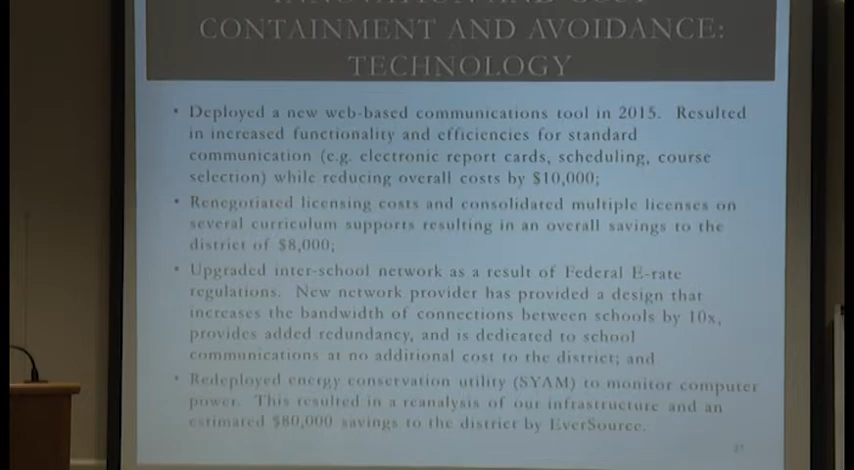 INNOVATION AND COST
CONTAINMENT AND AVOIDANCE:
TECHNOLOGY
• Deployed a new web-based communications tool in 2015. Resulted
in increased functionality and efficiencies for standard
communication (e.g. electronic report cards, scheduling, course
selection) while reducing overall costs by $10,000;
• Renegotiated licensing costs and consolidated multiple licenses on
several curriculum supports resulting in an overall savings to the
district of $8,000;
• Upgraded inter-school network as a result of Federal E-rate
regulations. New network provider has provided a design that
increases the bandwidth of connections between schools by 10x,
provides added redundancy, and is dedicated to school
communications at no additional cost to the district; and
• Redeployed energy conservation utility (SYAM) to monitor computer
power. This resulted in a reanalysis of our infrastructure and an
estimated $80,000 savings to the district by EverSource.